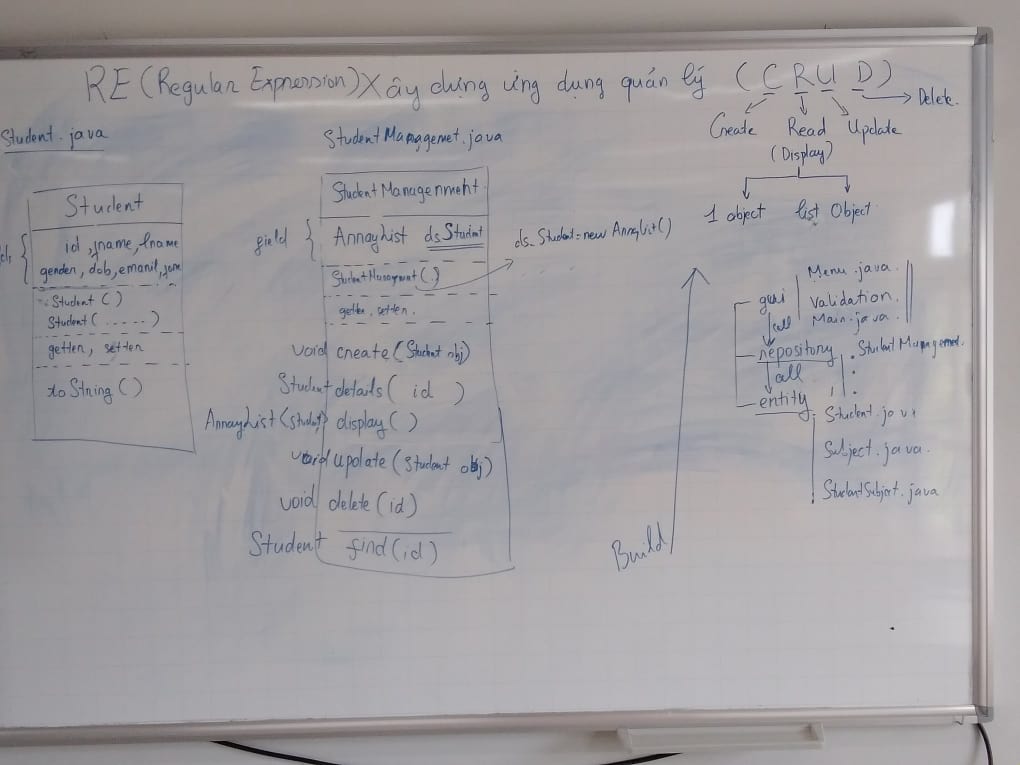 RE (Regular Expression) Xây dựng ứng dụng quản lý (C R U D)
Create Read Update Delete.
(Display)
1 object list Object
Student.java
Student
id, fname, lname
gender, dob, email,
Student()
Student(.....)
getter, setter
toString()
StudentManagemet.java
StudentManagenment
field { ArrayList dsStudent
ds_Student = new ArrayList()
StudentManagment()
getter, setter.
void create(Student obj)
Student details( id )
ArrayList<Student> display()
void update(Student obj)
void delete(id)
Student find(id)
Build
gui
Menu.java
Validation.
Main.java.
call
repository
StudentManagemet.
call
entity
Student.java
Subject.java.
StudentSubject.java